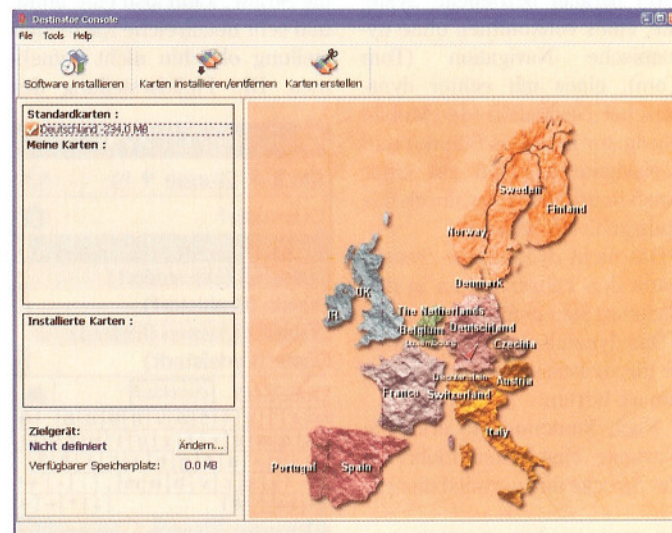 Destinator Console
File Tools Help
Software installieren Karten installieren/entfernen Karten erstellen
Standardkarten :
Deutschland -234.0 MB
Meine Karten :
Installierte Karten :
Zielgerät:
Nicht definiert Ändern...
Verfügbarer Speicherplatz: 0.0 MB
Sweden
Finland
Norway
Denmark
UK
IR
The Netherlands
Belgium Deutschland
Luxembourg Czechia
Liechtenstein Austria
France Switzerland
Italy
Portugal Spain